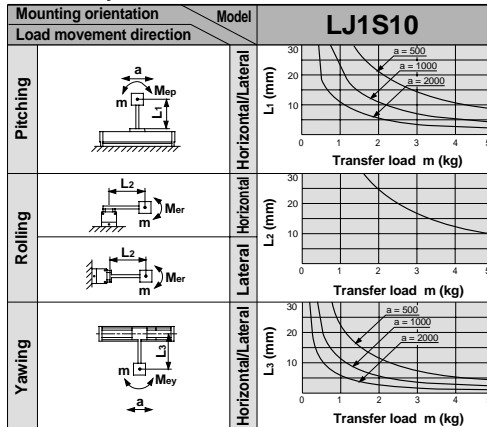 Mounting orientation
Model
Load movement direction
LJ1S10
Pitching
a
Mep
m
L1
Horizontal/Lateral
L1 (mm)
30
20
10
a = 500
a = 1000
a = 2000
0 1 2 3 4 5
Transfer load m (kg)
Rolling
L2
Mer
m
Horizontal
L2
Mer
m
Lateral
L2 (mm)
30
20
10
0 1 2 3 4 5
Transfer load m (kg)
Yawing
L3
m
Mey
a
Horizontal/Lateral
L3 (mm)
30
20
10
a = 500
a = 1000
a = 2000
0 1 2 3 4 5
Transfer load m (kg)